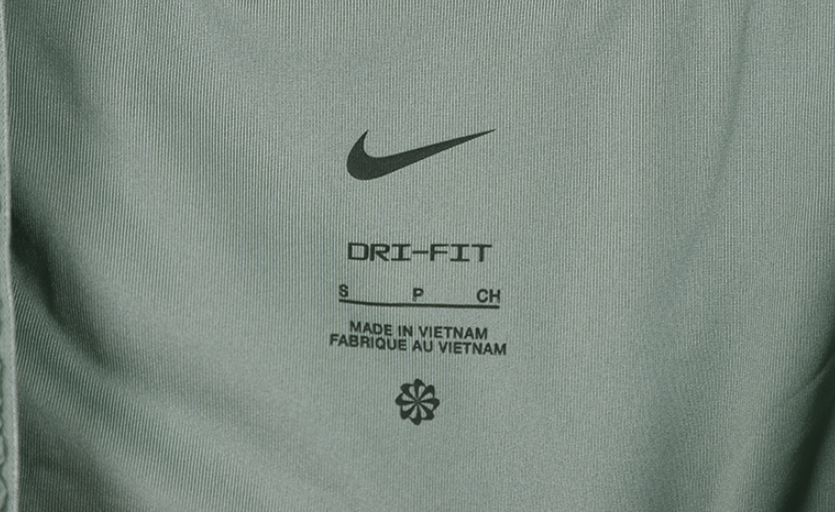 DRI-FIT
S P CH
MADE IN VIETNAM
FABRIQUE AU VIETNAM